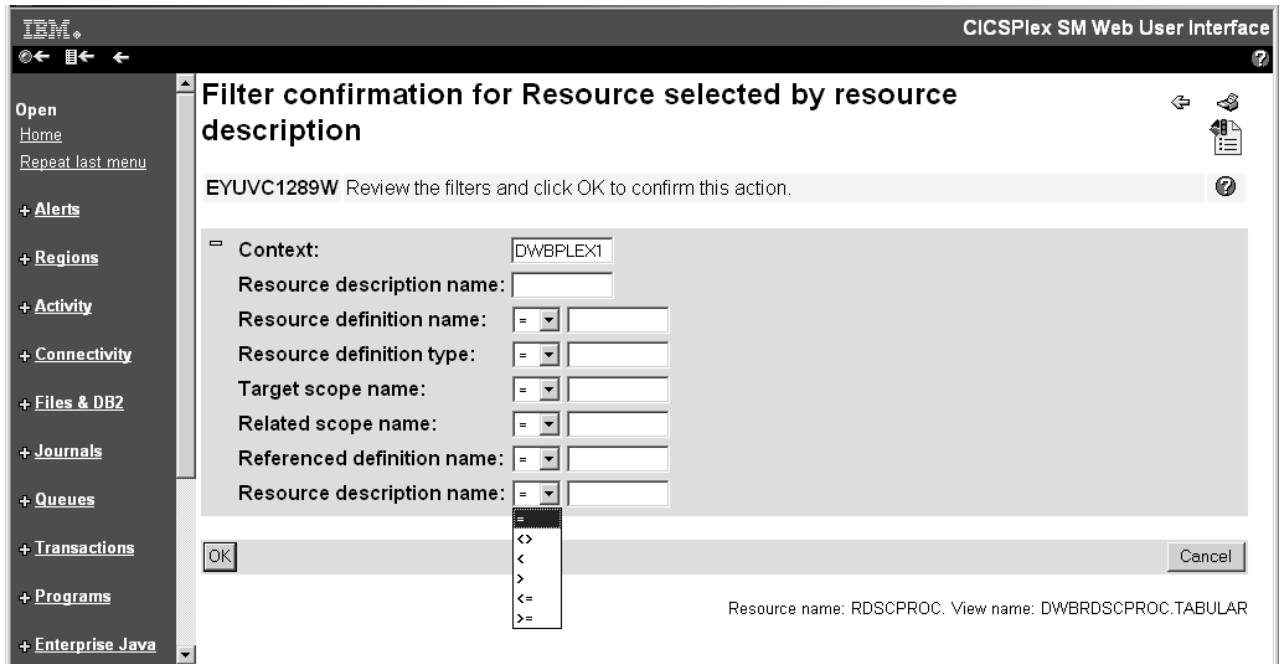 IBM.
CICSPlex SM Web User Interface
Open
Home
Repeat last menu
+ Alerts
+ Regions
+ Activity
+ Connectivity
+ Files & DB2
+ Journals
+ Queues
+ Transactions
+ Programs
+ Enterprise Java
Filter confirmation for Resource selected by resource
description
EYUVC1289W Review the filters and click OK to confirm this action.
Context: DWBPLEX1
Resource description name:
Resource definition name: =
Resource definition type: =
Target scope name: =
Related scope name: =
Referenced definition name: =
Resource description name: =
=
<>
<
>
<=
>=
OK
Cancel
Resource name: RDSCPROC. View name: DWBRDSCPROC.TABULAR